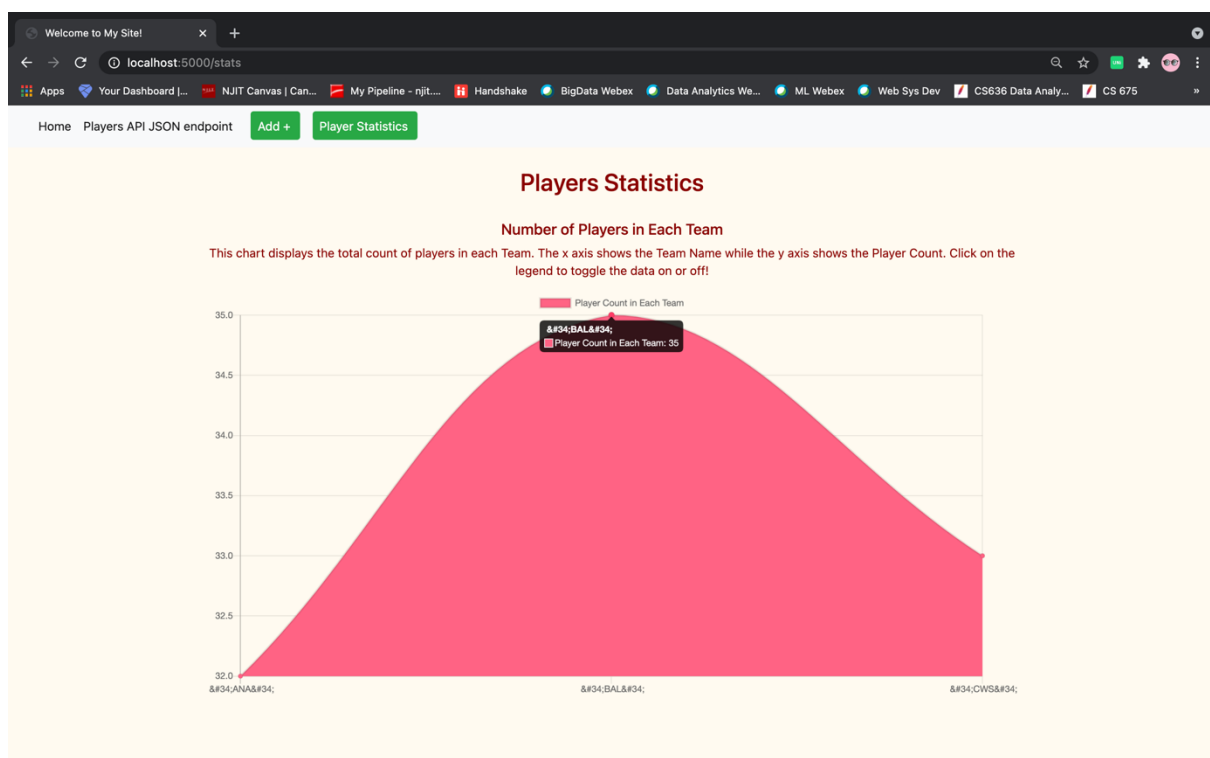 Welcome to My Site!
localhost:5000/stats
Apps Your Dashboard |... NJIT Canvas | Can... My Pipeline - njit.... Handshake BigData Webex Data Analytics We... ML Webex Web Sys Dev CS636 Data Analy... CS 675 »
Home Players API JSON endpoint Add + Player Statistics
Players Statistics
Number of Players in Each Team
This chart displays the total count of players in each Team. The x axis shows the Team Name while the y axis shows the Player Count. Click on the
legend to toggle the data on or off!
Player Count in Each Team
35.0
&#34;BAL&#34;
Player Count in Each Team: 35
34.5
34.0
33.5
33.0
32.5
32.0
&#34;ANA&#34; &#34;BAL&#34; &#34;CWS&#34;